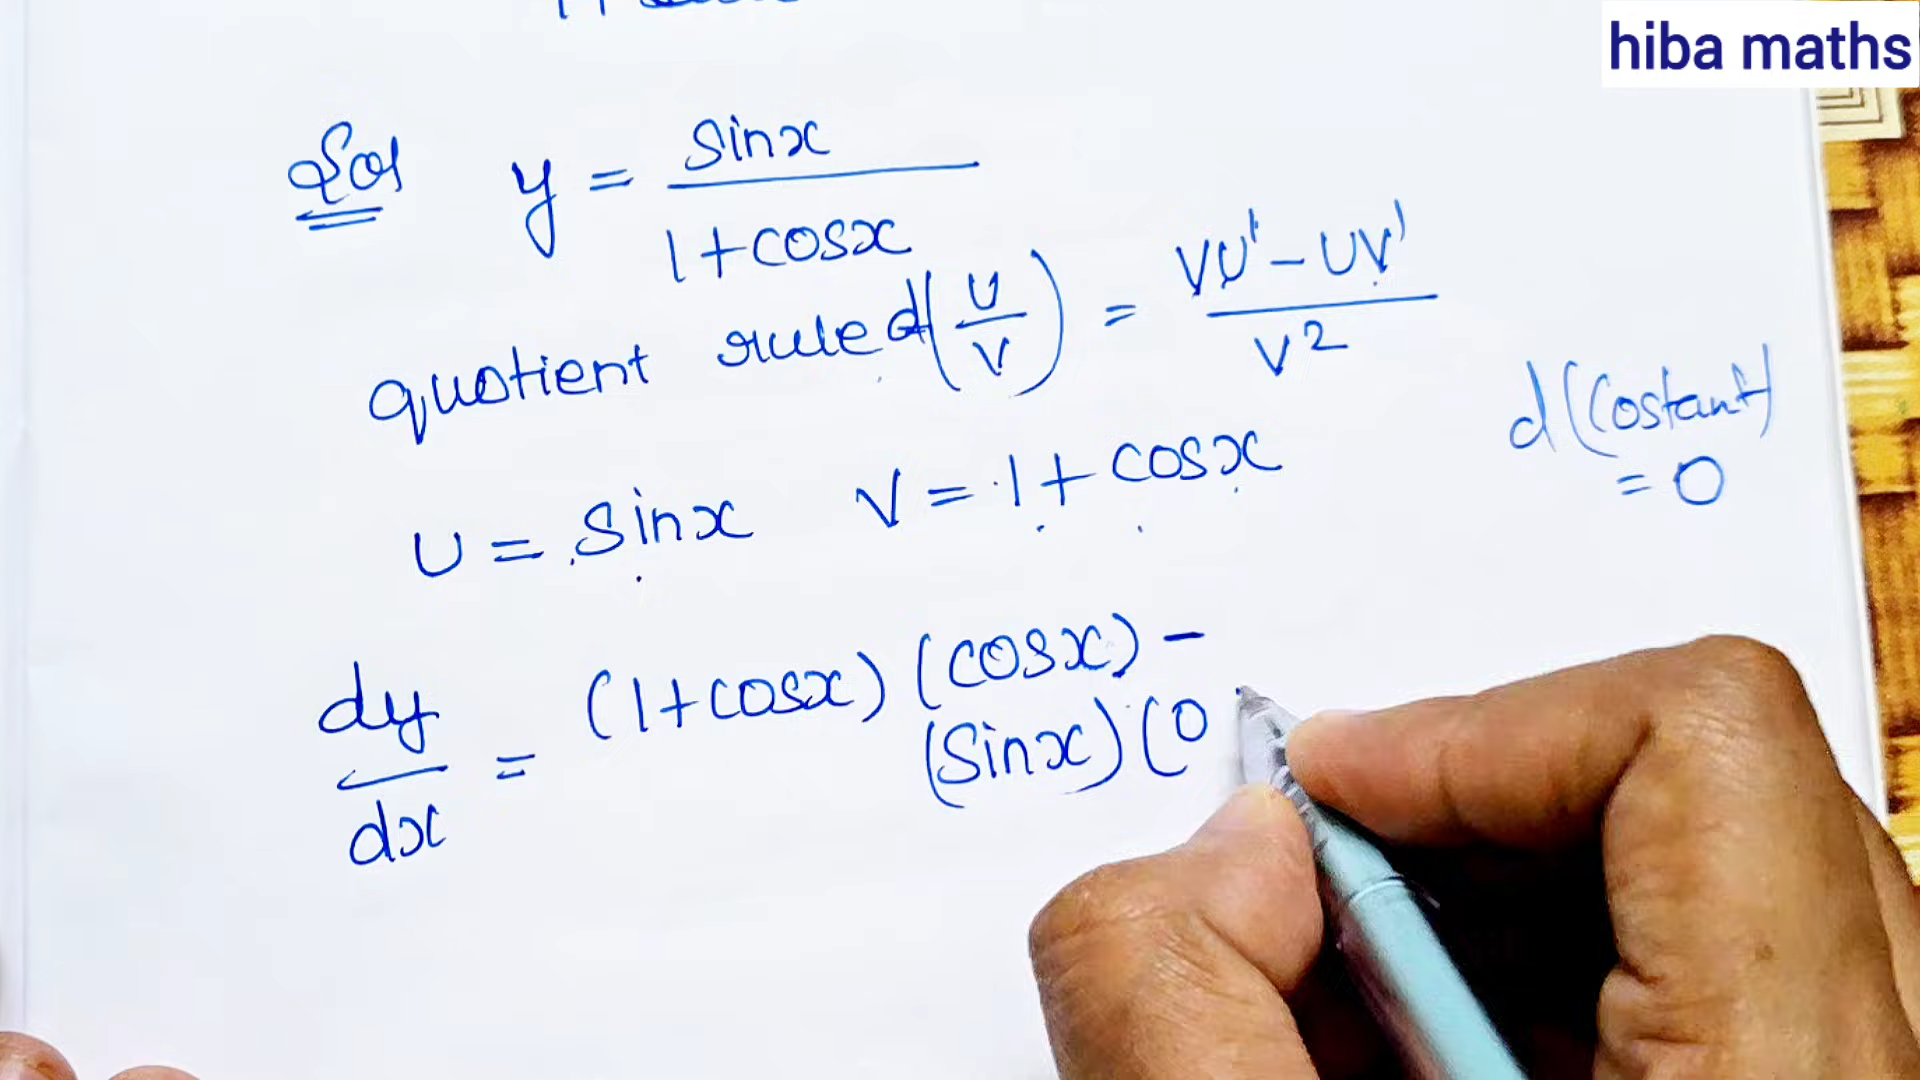 hiba maths
Sol y = sinx / 1+cosx
quotient rule d(U/V) = VU' - UV' / V²
d(Costant) = 0
U = sinx V = 1 + cosx
dy/dx = (1+cosx) (cosx) -
(sinx) (0